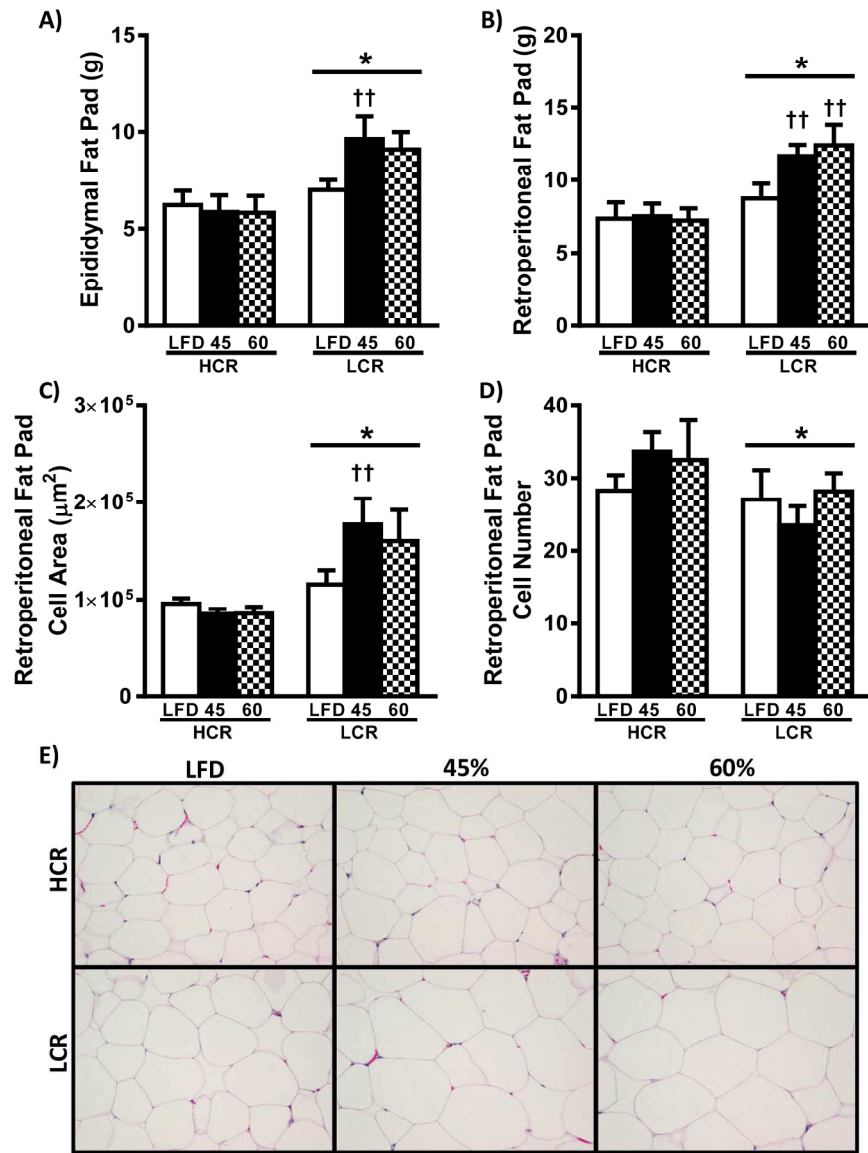 A)
Epididymal Fat Pad (g)
15
10
5
0
*
††
LFD 45 60
HCR
LFD 45 60
LCR
B)
Retroperitoneal Fat Pad (g)
20
15
10
5
0
*
†† ††
LFD 45 60
HCR
LFD 45 60
LCR
C)
Retroperitoneal Fat Pad
Cell Area (μm²)
3×10⁵
2×10⁵
1×10⁵
0
*
††
LFD 45 60
HCR
LFD 45 60
LCR
D)
Retroperitoneal Fat Pad
Cell Number
40
30
20
10
0
*
LFD 45 60
HCR
LFD 45 60
LCR
E)
LFD 45% 60%
HCR
LCR